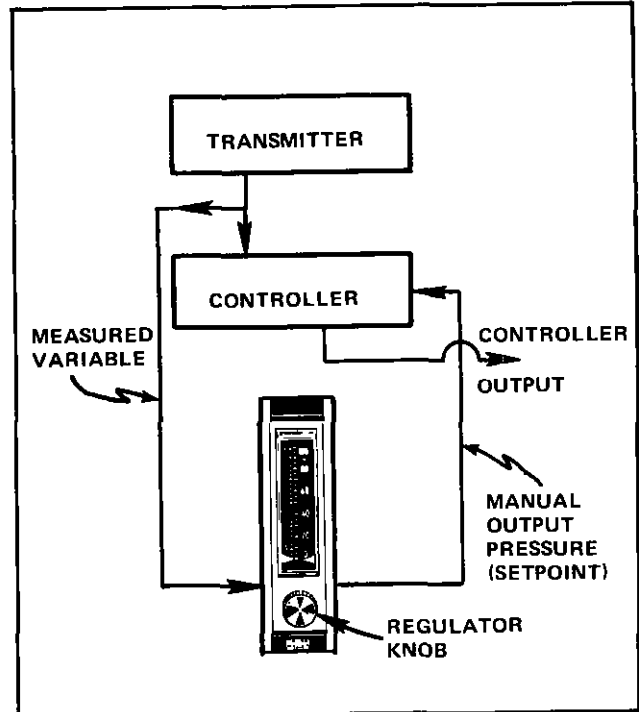 TRANSMITTER
CONTROLLER
MEASURED
VARIABLE
CONTROLLER
OUTPUT
MANUAL
OUTPUT
PRESSURE
(SETPOINT)
REGULATOR
KNOB